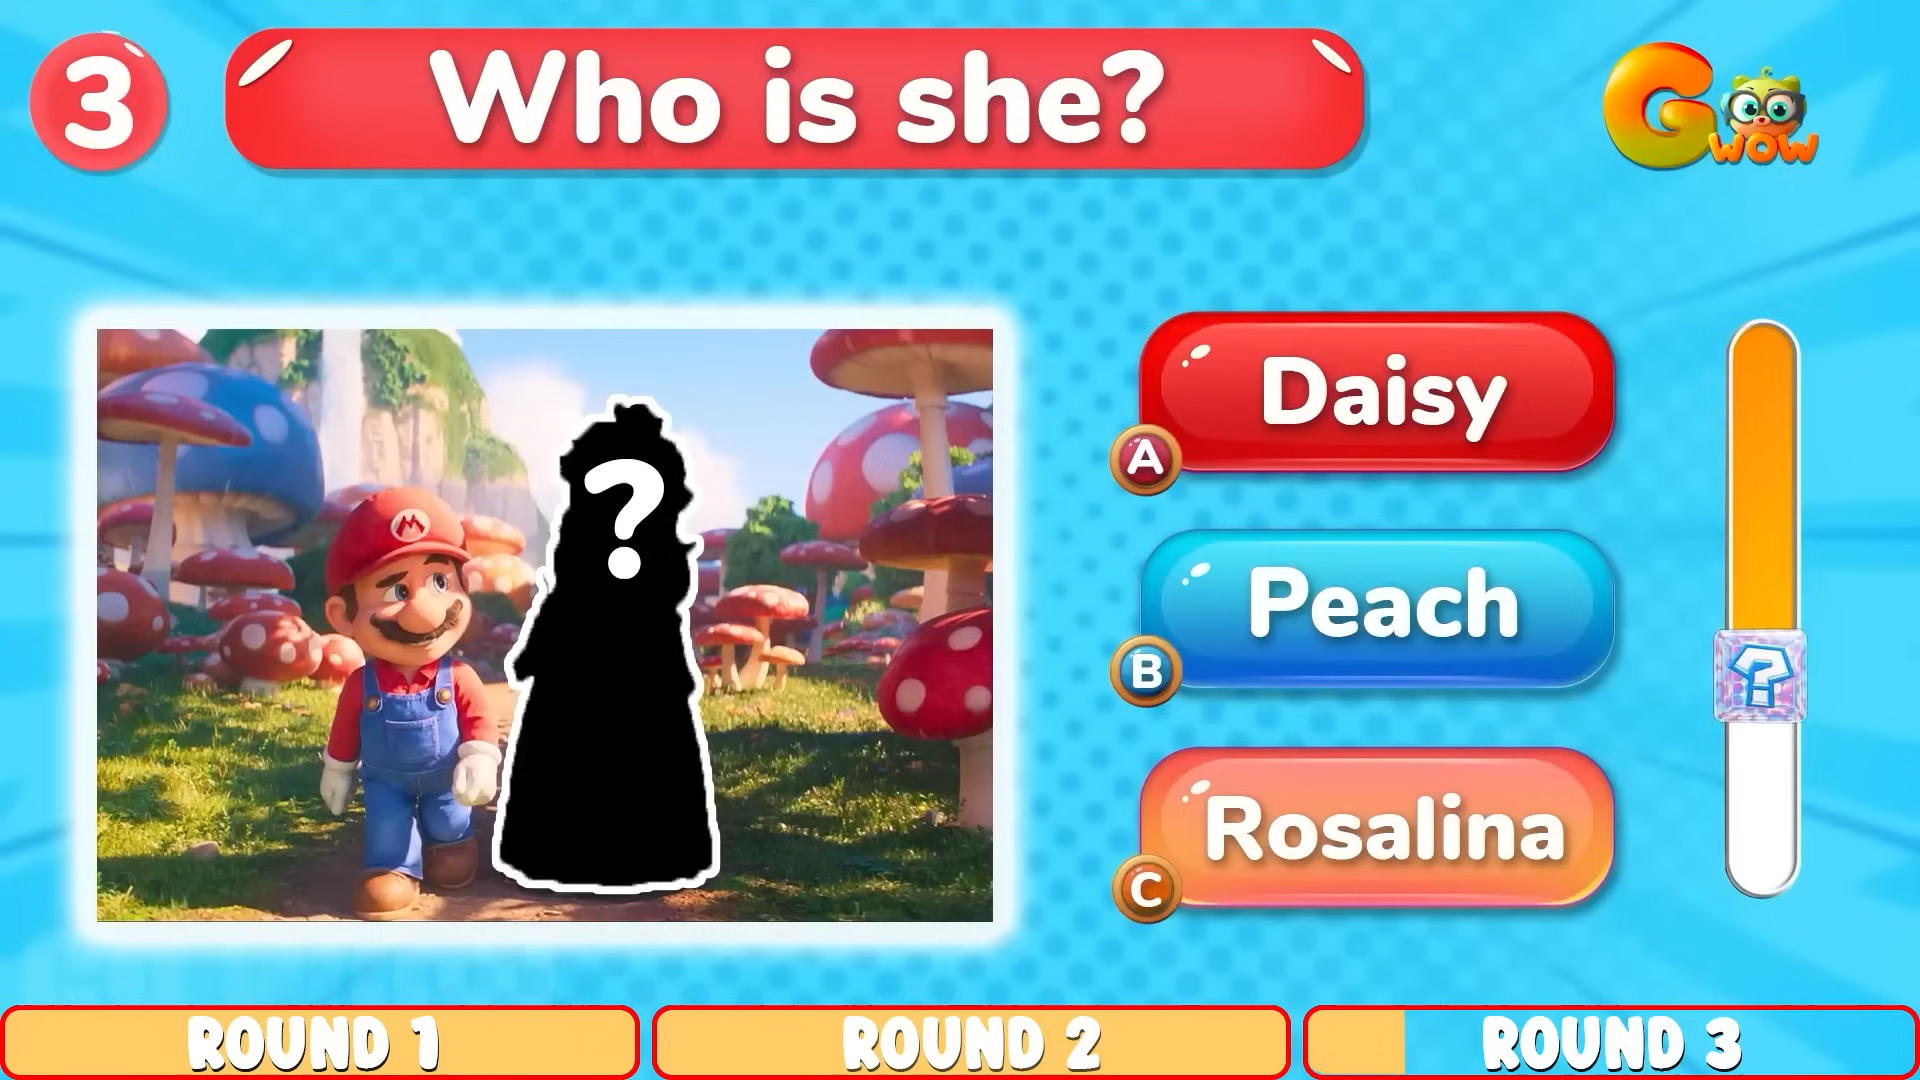 3
Who is she?
G
WOW
M
?
Daisy
A
Peach
B
?
Rosalina
C
ROUND 1
ROUND 2
ROUND 3